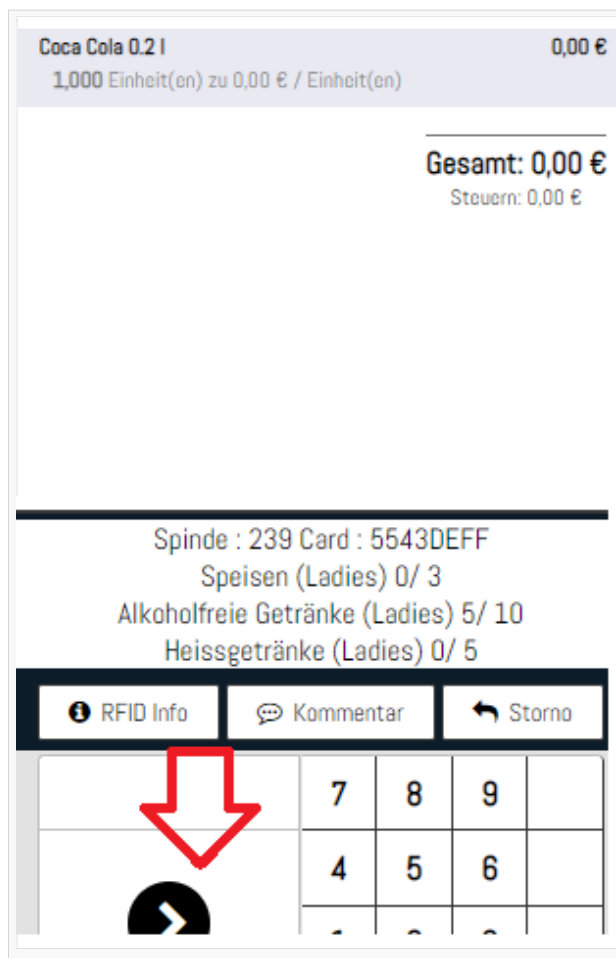 Coca Cola 0.2 l 0,00 €
1,000 Einheit(en) zu 0,00 € / Einheit(en)
Gesamt: 0,00 €
Steuern: 0,00 €
Spinde : 239 Card : 5543DEFF
Speisen (Ladies) 0/ 3
Alkoholfreie Getränke (Ladies) 5/ 10
Heissgetränke (Ladies) 0/ 5
RFID Info Kommentar Storno
7 8 9
4 5 6